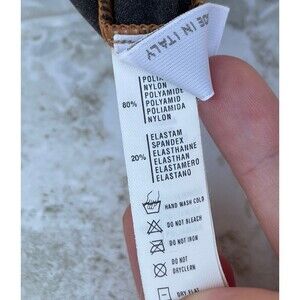 MADE IN ITALY
POLIAM
NYLON
POLYAMIDE
80%
POLYAMID
POLIAMIDA
NYLON
ELASTAM
SPANDEX
20%
ELASTHANNE
ELASTHAN
ELASTAMERO
ELASTANO
HAND WASH COLD
DO NOT BLEACH
DO NOT IRON
DO NOT
DRYCLEAN
DRY FLAT